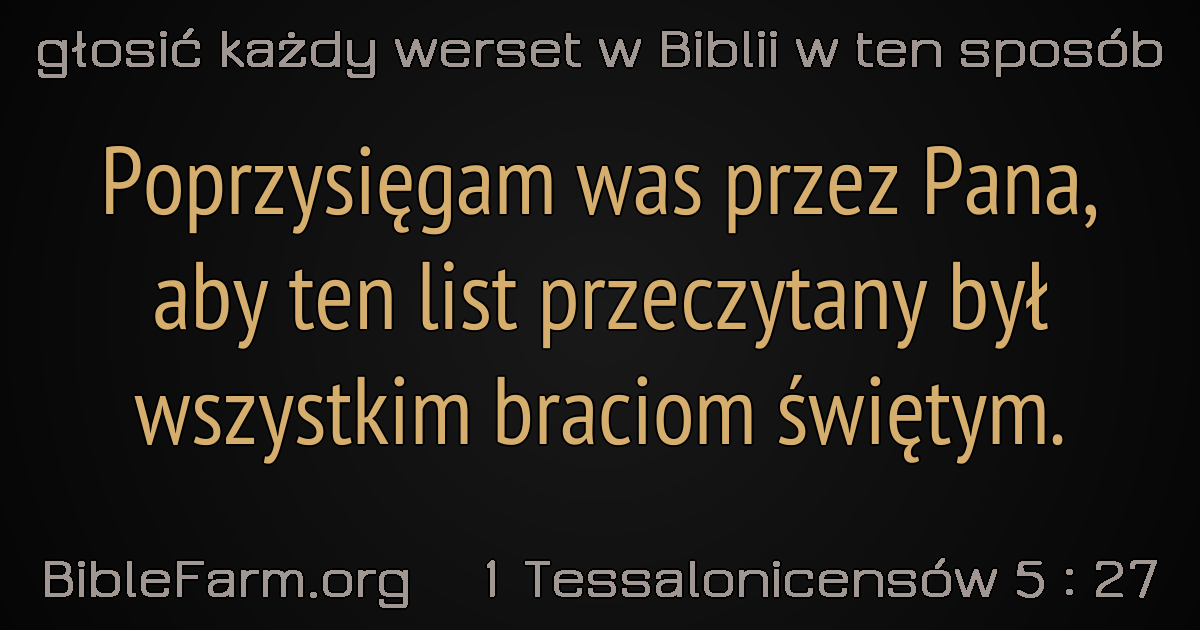 głosić każdy werset w Biblii w ten sposób
Poprzysięgam was przez Pana,
aby ten list przeczytany był
wszystkim braciom świętym.
BibleFarm.org 1 Tessalonicensów 5 : 27